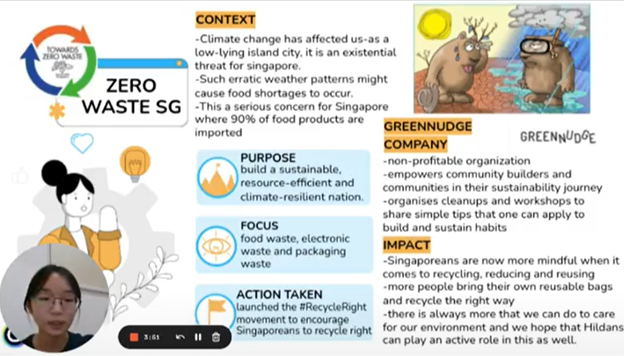 TOWARDS
ZERO WASTE
ZERO
WASTE SG
CONTEXT
-Climate change has affected us-as a
low-lying island city, it is an existential
threat for singapore.
-Such erratic weather patterns might
cause food shortages to occur.
-This a serious concern for Singapore
where 90% of food products are
imported
PURPOSE
build a sustainable,
resource-efficient and
climate-resilient nation.
FOCUS
food waste, electronic
waste and packaging
waste
ACTION TAKEN
launched the #RecycleRight
movement to encourage
Singaporeans to recycle right
GREENNUDGE
COMPANY
GREENNUDGE
-non-profitable organization
-empowers community builders and
communities in their sustainability journey
-organises cleanups and workshops to
share simple tips that one can apply to
build and sustain habits
IMPACT
-Singaporeans are now more mindful when it
comes to recycling, reducing and reusing
-more people bring their own reusable bags
and recycle the right way
-there is always more that we can do to care
for our environment and we hope that Hildans
can play an active role in this as well.
3:51